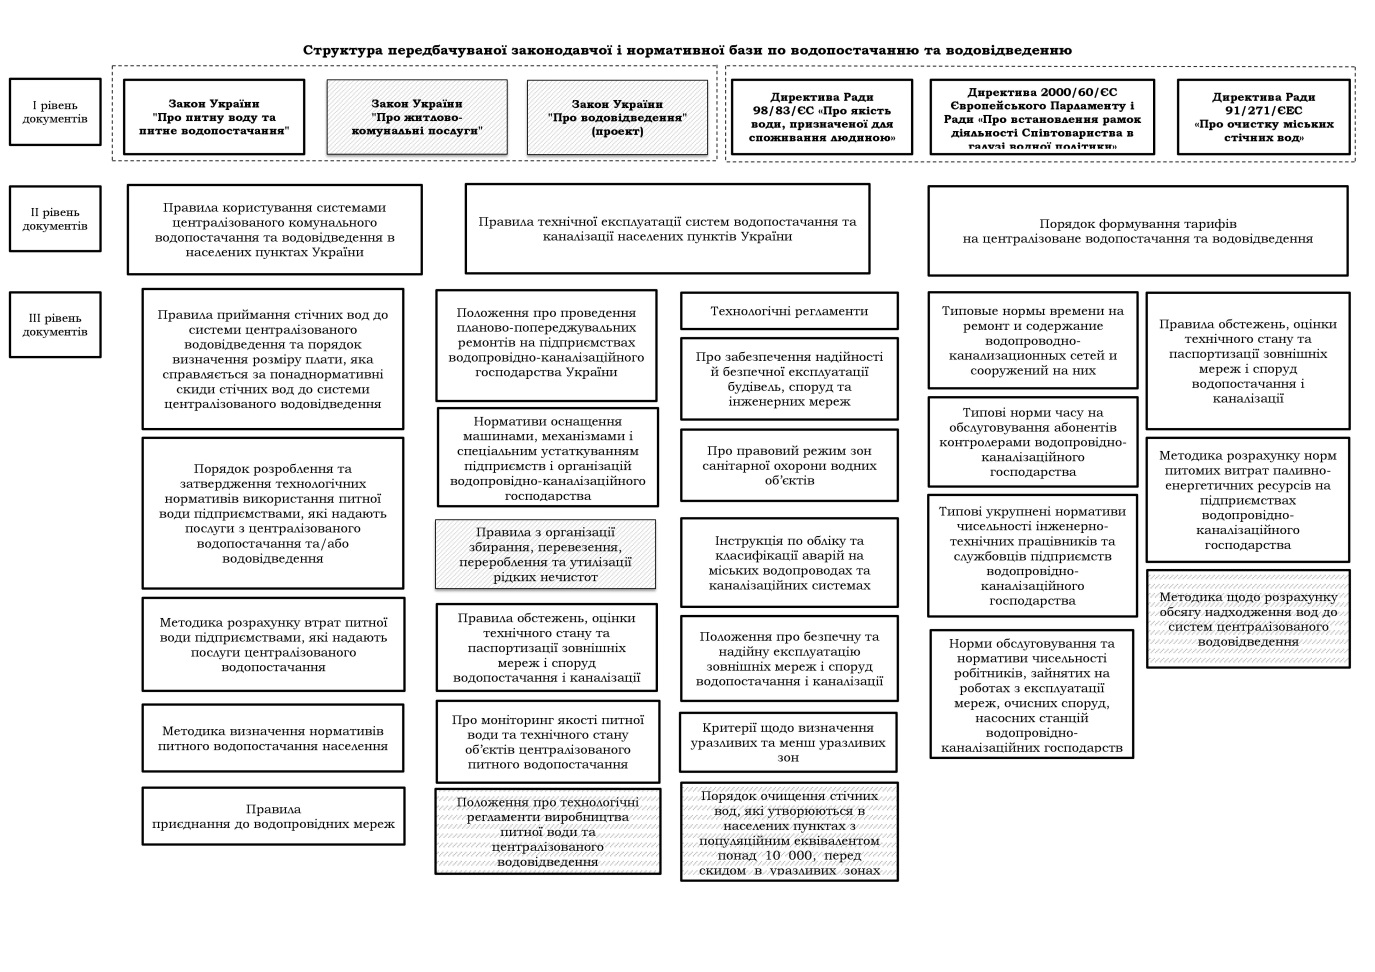 Структура передбачуваної законодавчої і нормативної бази по водопостачанню та водовідведенню
I рівень
документів
Закон України
"Про питну воду та
питне водопостачання"
Закон України
"Про житлово-
комунальні послуги"
Закон України
"Про водовідведення"
(проект)
Директива Ради
98/83/ЄС «Про якість
води, призначеної для
споживання людиною»
Директива 2000/60/ЄС
Європейського Парламенту і
Ради «Про встановлення рамок
діяльності Співтовариства в
галузі водної політики»
Директива Ради
91/271/ЄЕС
«Про очистку міських
стічних вод»
II рівень
документів
Правила користування системами
централізованого комунального
водопостачання та водовідведення в
населених пунктах України
Правила технічної експлуатації систем водопостачання та
каналізації населених пунктів України
Порядок формування тарифів
на централізоване водопостачання та водовідведення
III рівень
документів
Правила приймання стічних вод до
системи централізованого
водовідведення та порядок
визначення розміру плати, яка
справляється за понаднормативні
скиди стічних вод до системи
централізованого водовідведення
Порядок розроблення та
затвердження технологічних
нормативів використання питної
води підприємствами, які надають
послуги з централізованого
водопостачання та/або
водовідведення
Методика розрахунку втрат питної
води підприємствами, які надають
послуги централізованого
водопостачання
Методика визначення нормативів
питного водопостачання населення
Правила
приєднання до водопровідних мереж
Положення про проведення
планово-попереджувальних
ремонтів на підприємствах
водопровідно-каналізаційного
господарства України
Нормативи оснащення
машинами, механізмами і
спеціальним устаткуванням
підприємств і організацій
водопровідно-каналізаційного
господарства
Правила з організації
збирання, перевезення,
перероблення та утилізації
рідких нечистот
Правила обстежень, оцінки
технічного стану та
паспортизації зовнішніх
мереж і споруд
водопостачання і каналізації
Про моніторинг якості питної
води та технічного стану
об'єктів централізованого
питного водопостачання
Положення про технологічні
регламенти виробництва
питної води та
централізованого
водовідведення
Технологічні регламенти
Про забезпечення надійності
й безпечної експлуатації
будівель, споруд та
інженерних мереж
Про правовий режим зон
санітарної охорони водних
об'єктів
Інструкція по обліку та
класифікації аварій на
міських водопроводах та
каналізаційних системах
Положення про безпечну та
надійну експлуатацію
зовнішніх мереж і споруд
водопостачання і каналізації
Критерії щодо визначення
уразливих та менш уразливих
зон
Порядок очищення стічних
вод, які утворюються в
населених пунктах з
популяційним еквівалентом
понад 10 000, перед
скидом в уразливих зонах
Типовые нормы времени на
ремонт и содержание
водопроводно-
канализационных сетей и
сооружений на них
Типові норми часу на
обслуговування абонентів
контролерами водопровідно-
каналізаційного
господарства
Типові укрупнені нормативи
чисельності інженерно-
технічних працівників та
службовців підприємств
водопровідно-
каналізаційного
господарства
Норми обслуговування та
нормативи чисельності
робітників, зайнятих на
роботах з експлуатації
мереж, очисних споруд,
насосних станцій
водопровідно-
каналізаційних господарств
Правила обстежень, оцінки
технічного стану та
паспортизації зовнішніх
мереж і споруд
водопостачання і
каналізації
Методика розрахунку норм
питомих витрат паливно-
енергетичних ресурсів на
підприємствах
водопровідно-
каналізаційного
господарства
Методика щодо розрахунку
обсягу надходження вод до
систем централізованого
водовідведення